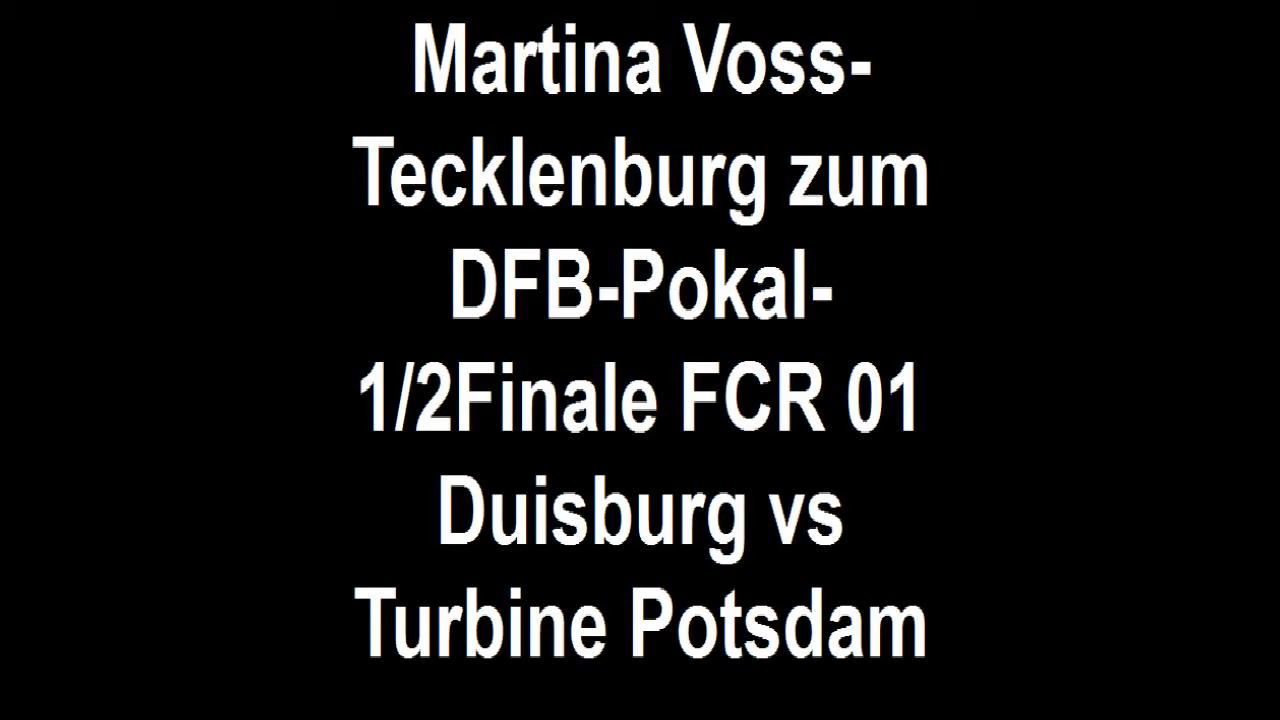 Martina Voss-
Tecklenburg zum
DFB-Pokal-
1/2Finale FCR 01
Duisburg vs
Turbine Potsdam